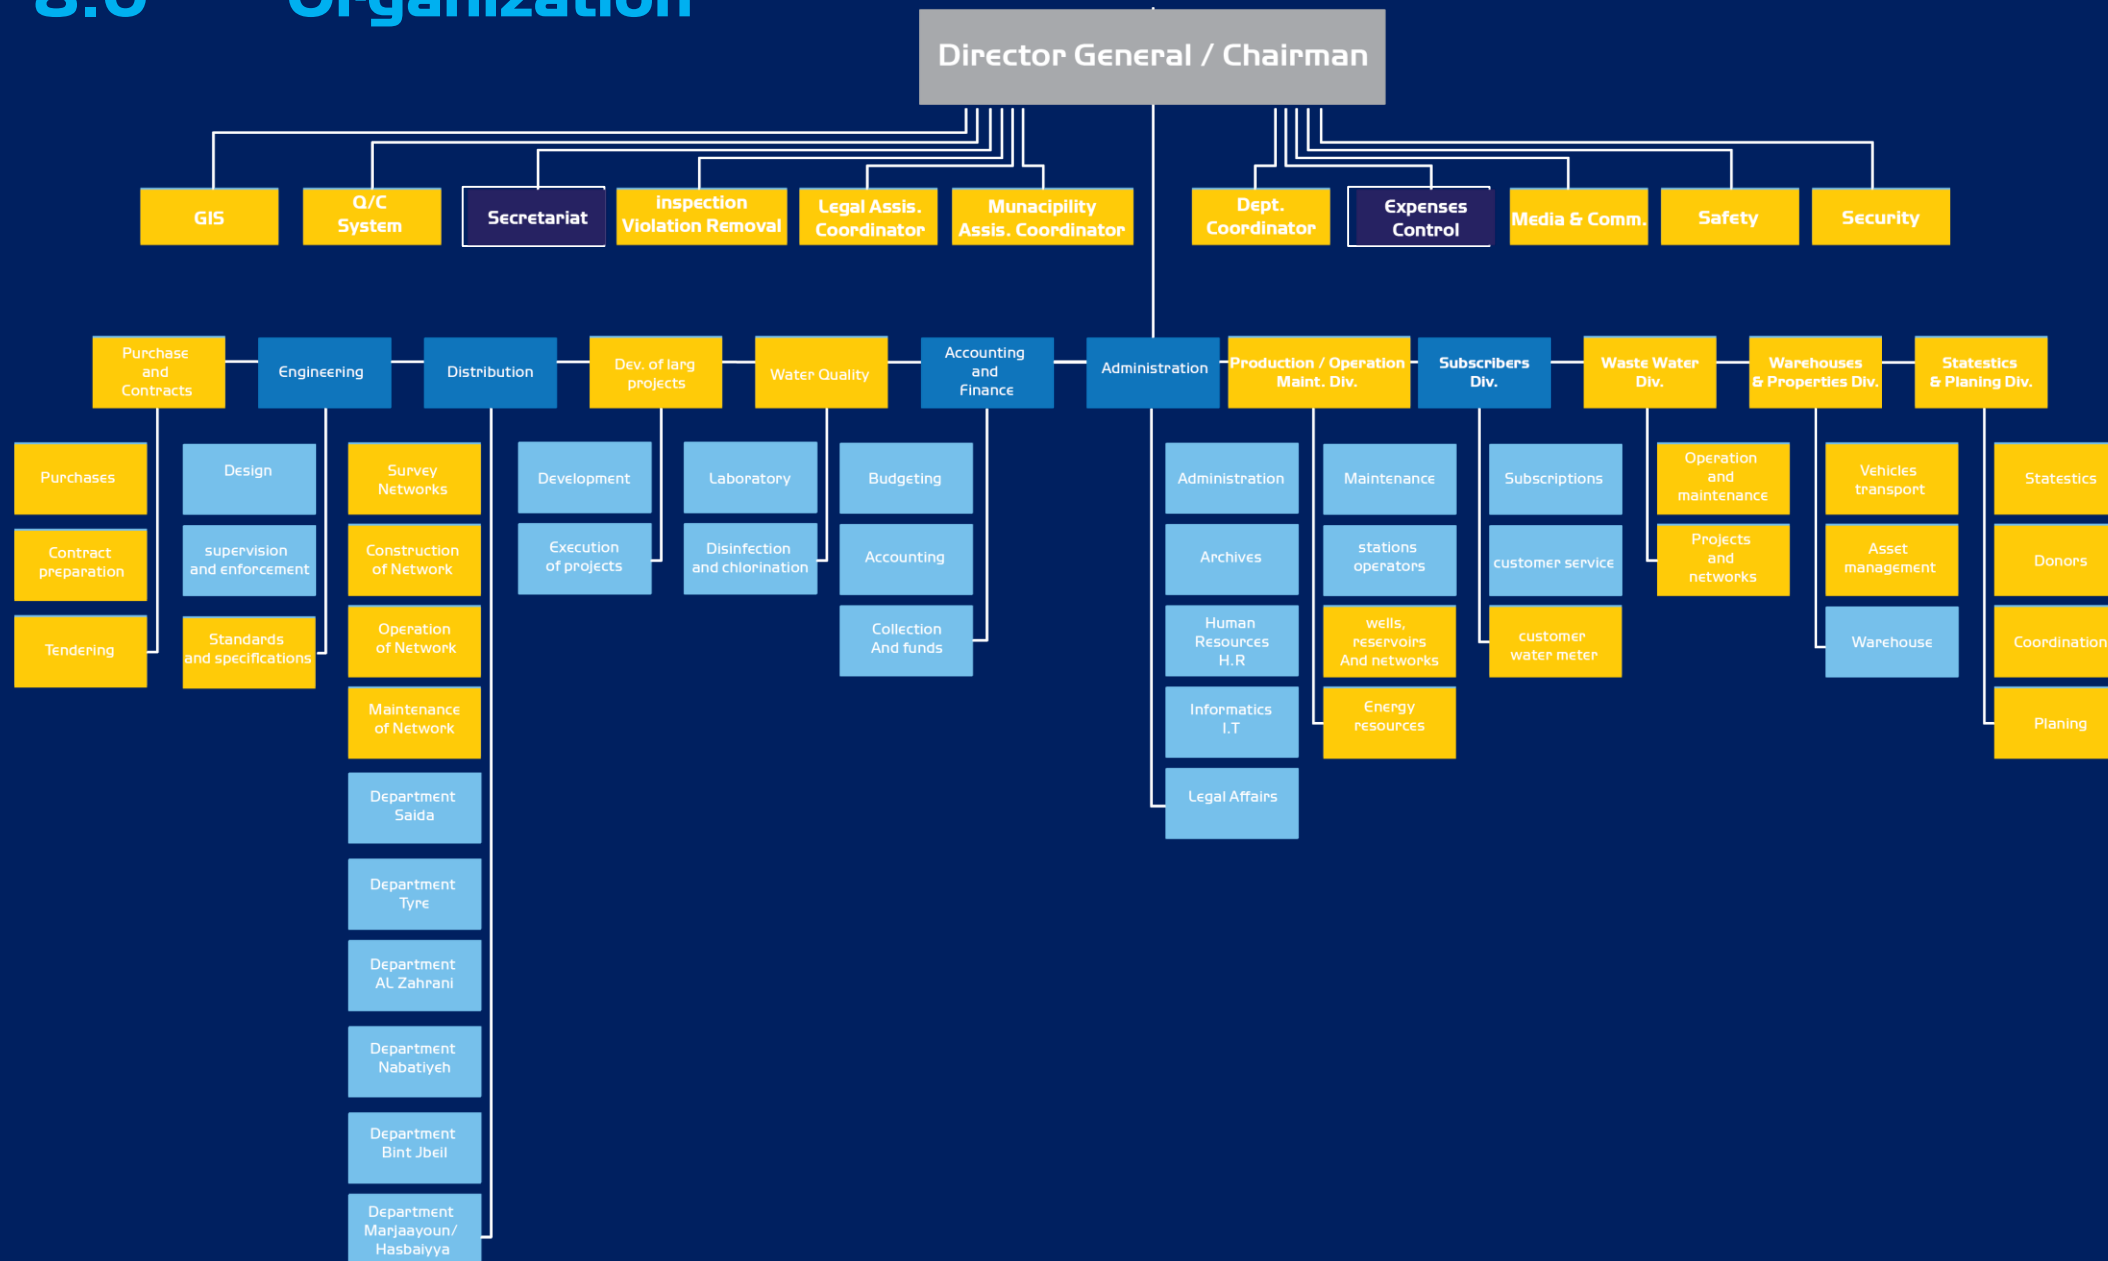 8.0 Organization
Director General / Chairman
GIS
Q/C
System
Secretariat
inspection
Violation Removal
Legal Assis.
Coordinator
Munacipility
Assis. Coordinator
Dept.
Coordinator
Expenses
Control
Media & Comm.
Safety
Security
Purchase
and
Contracts
Engineering
Distribution
Dev. of larg
projects
Water Quality
Accounting
and
Finance
Administration
Production / Operation
Maint. Div.
Subscribers
Div.
Waste Water
Div.
Warehouses
& Properties Div.
Statestics
& Planing Div.
Purchases
Contract
preparation
Tendering
Design
supervision
and enforcement
Standards
and specifications
Survey
Networks
Construction
of Network
Operation
of Network
Maintenance
of Network
Department
Saida
Department
Tyre
Department
AL Zahrani
Department
Nabatiyeh
Department
Bint Jbeil
Department
Marjaayoun/
Hasbaiyya
Development
Execution
of projects
Laboratory
Disinfection
and chlorination
Budgeting
Accounting
Collection
And funds
Administration
Archives
Human
Resources
H.R
Informatics
I.T
Legal Affairs
Maintenance
stations
operators
wells,
reservoirs
And networks
Energy
resources
Subscriptions
customer service
customer
water meter
Operation
and
maintenance
Projects
and
networks
Vehicles
transport
Asset
management
Warehouse
Statestics
Donors
Coordination
Planing